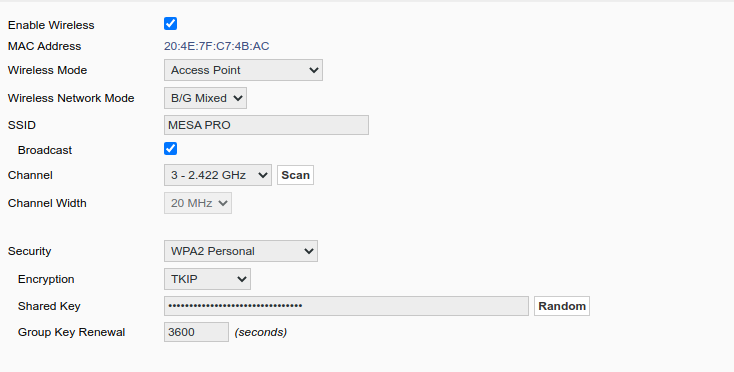 Enable Wireless
MAC Address 20:4E:7F:C7:4B:AC
Wireless Mode Access Point
Wireless Network Mode B/G Mixed
SSID MESA PRO
Broadcast
Channel 3 - 2.422 GHz Scan
Channel Width 20 MHz
Security WPA2 Personal
Encryption TKIP
Shared Key •••••••••••••••••••••••••••••••• Random
Group Key Renewal 3600 (seconds)